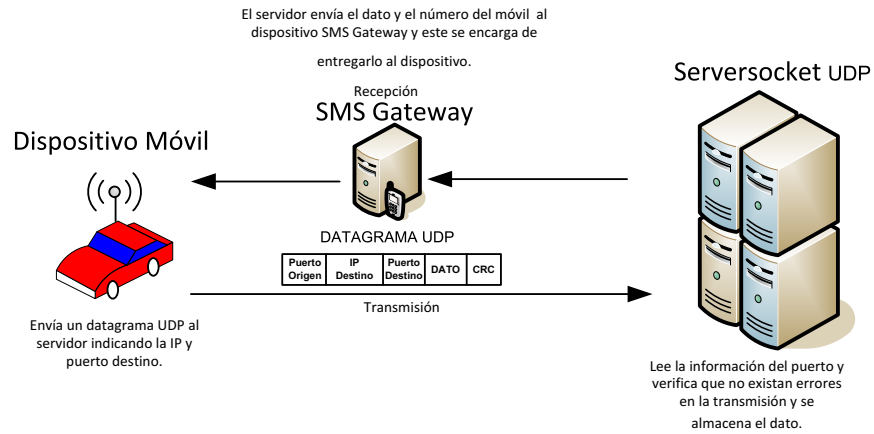 El servidor envía el dato y el número del móvil al
dispositivo SMS Gateway y este se encarga de
entregarlo al dispositivo.
Recepción
SMS Gateway
Serversocket UDP
Dispositivo Móvil
DATAGRAMA UDP
Puerto
Origen
IP
Destino
Puerto
Destino
DATO
CRC
Transmisión
Envía un datagrama UDP al
servidor indicando la IP y
puerto destino.
Lee la información del puerto y
verifica que no existan errores
en la transmisión y se
almacena el dato.